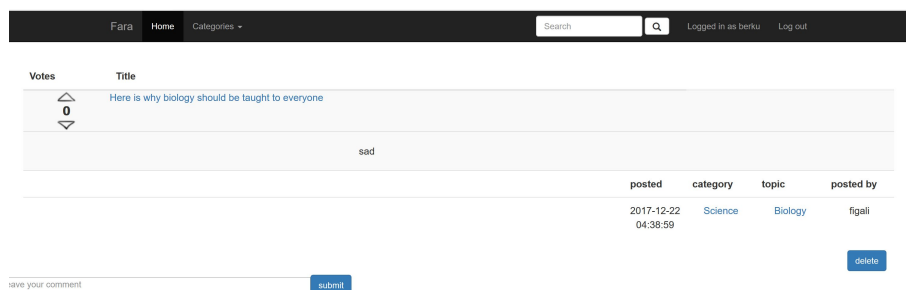 Fara Home Categories Search Logged in as berku Log out
Votes Title
0 Here is why biology should be taught to everyone
sad
posted category topic posted by
2017-12-22 04:38:59 Science Biology figali
delete
your comment submit